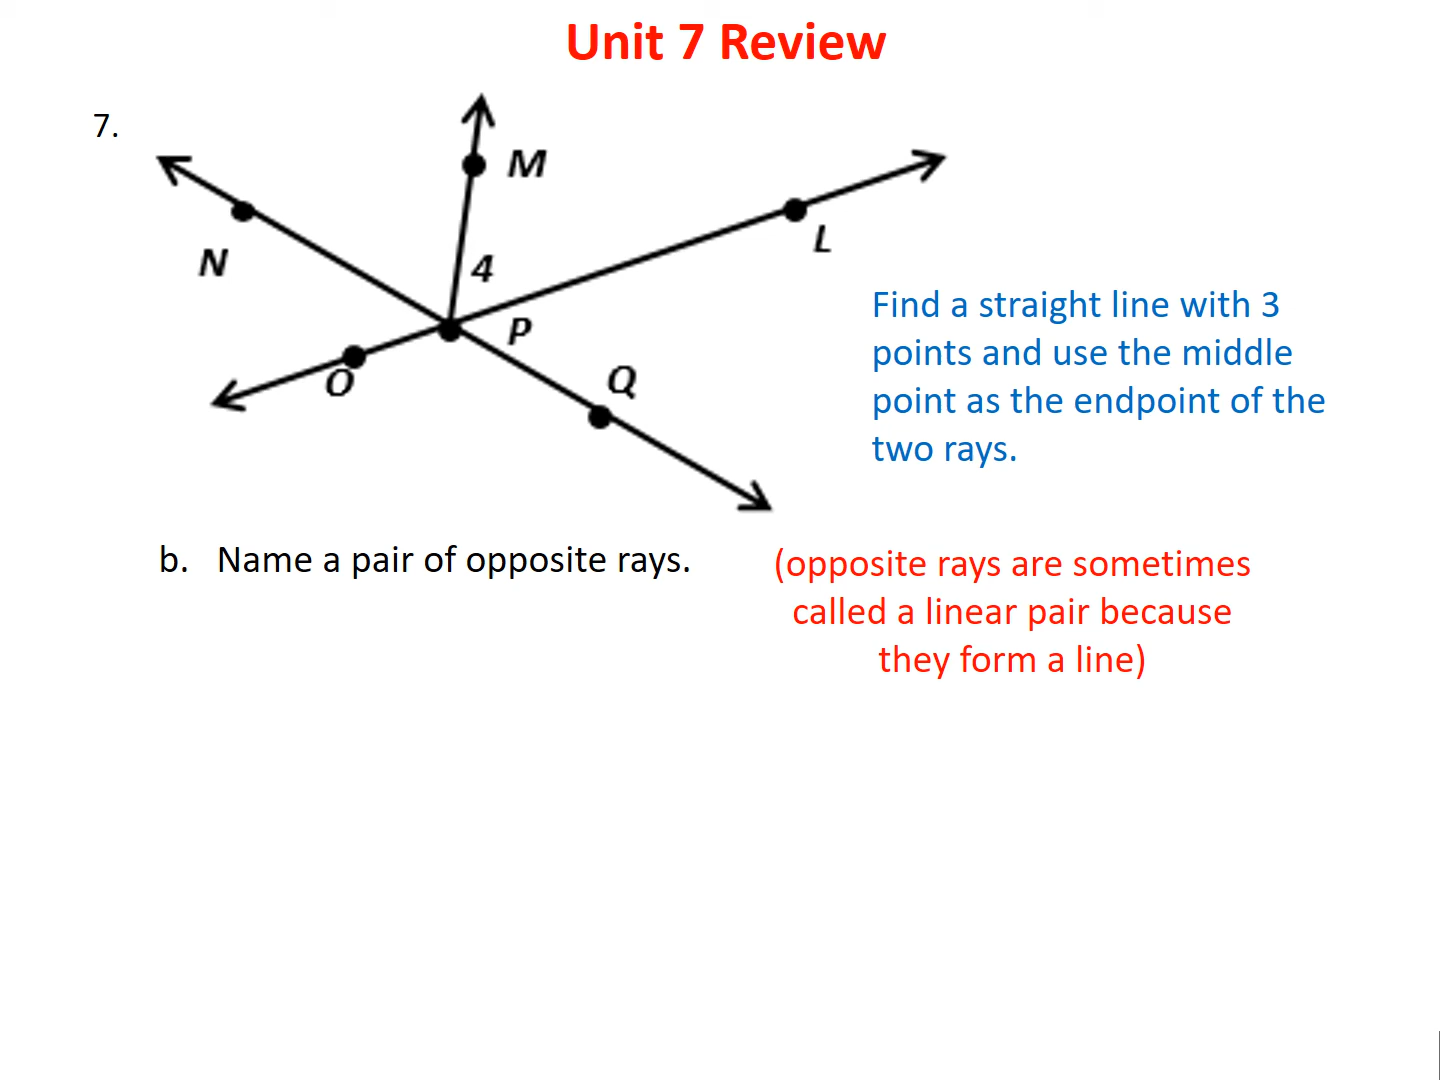 Unit 7 Review
7.
M
N
L
4
P
O
Q
Find a straight line with 3
points and use the middle
point as the endpoint of the
two rays.
b. Name a pair of opposite rays.
(opposite rays are sometimes
called a linear pair because
they form a line)